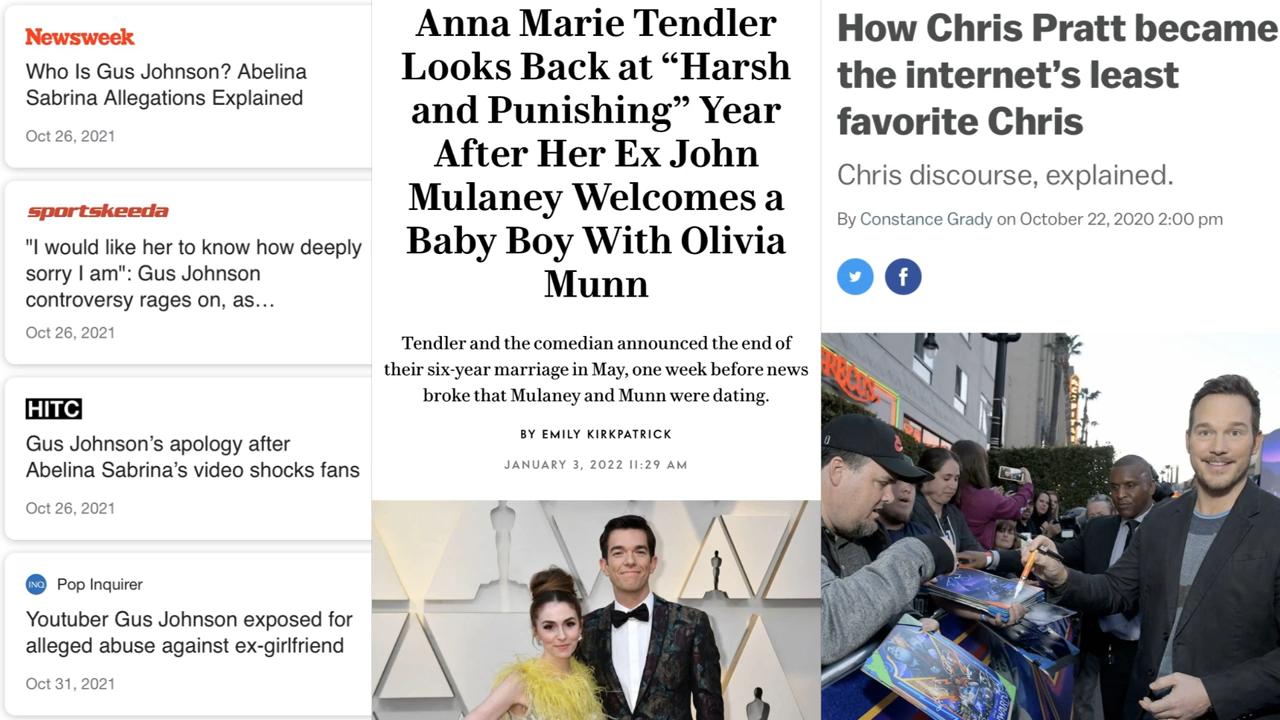 Newsweek
Who Is Gus Johnson? Abelina
Sabrina Allegations Explained
Oct 26, 2021
sportskeeda
"I would like her to know how deeply
sorry I am": Gus Johnson
controversy rages on, as…
Oct 26, 2021
HITC
Gus Johnson’s apology after
Abelina Sabrina’s video shocks fans
Oct 26, 2021
INQ Pop Inquirer
Youtuber Gus Johnson exposed for
alleged abuse against ex-girlfriend
Oct 31, 2021
Anna Marie Tendler
Looks Back at “Harsh
and Punishing” Year
After Her Ex John
Mulaney Welcomes a
Baby Boy With Olivia
Munn
Tendler and the comedian announced the end of
their six-year marriage in May, one week before news
broke that Mulaney and Munn were dating.
BY EMILY KIRKPATRICK
JANUARY 3, 2022 11:29 AM
How Chris Pratt became
the internet’s least
favorite Chris
Chris discourse, explained.
By Constance Grady on October 22, 2020 2:00 pm